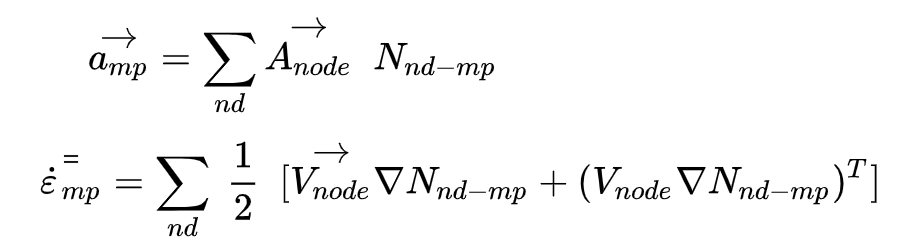 $\overrightarrow{a_{mp}} = \sum_{nd} \overrightarrow{A_{node}} \ N_{nd-mp}$
$\overset{=}{\dot{\varepsilon}}_{mp} = \sum_{nd} \frac{1}{2} \ [\overrightarrow{V_{node}} \nabla N_{nd-mp} + (V_{node} \nabla N_{nd-mp})^T]$